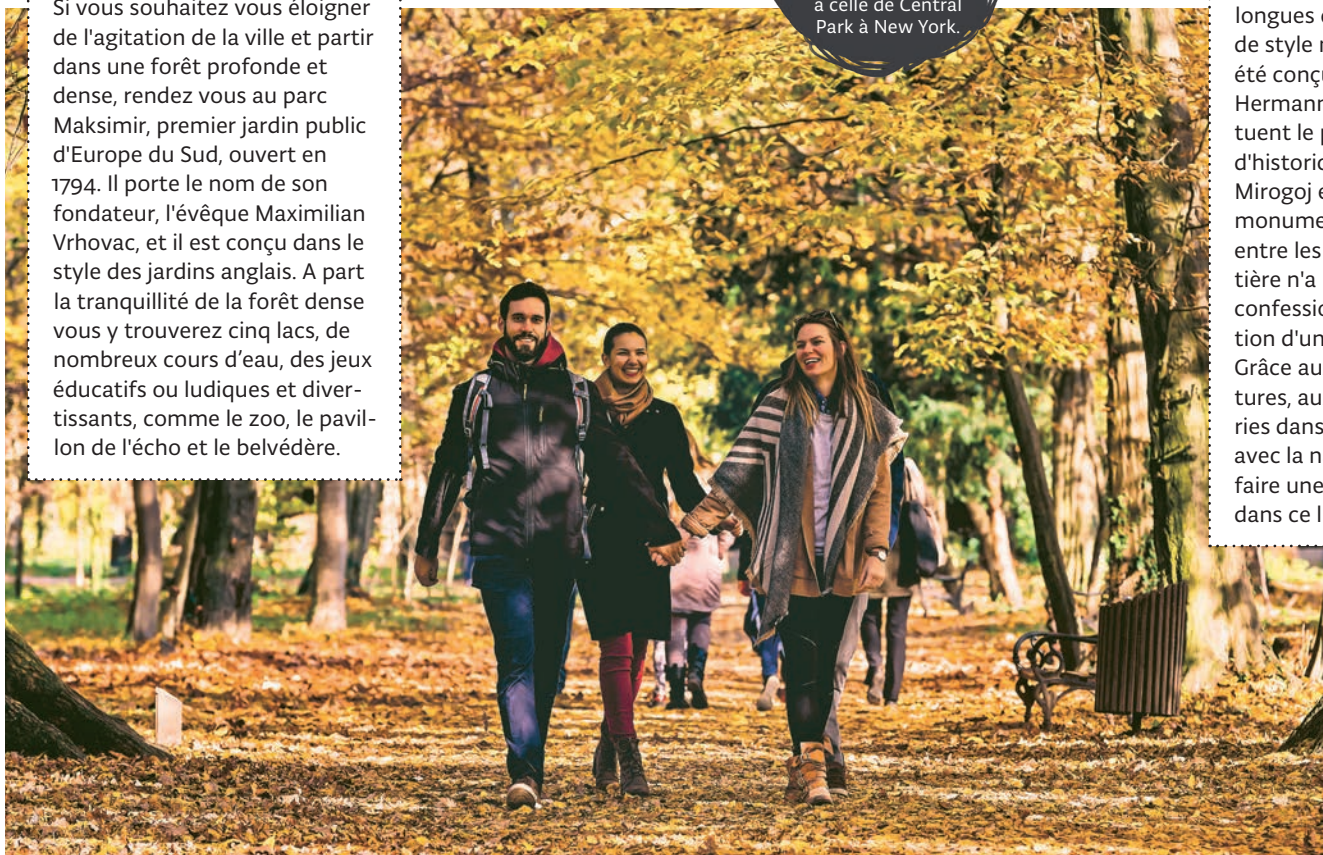 Si vous souhaitez vous éloigner
de l'agitation de la ville et partir
dans une forêt profonde et
dense, rendez vous au parc
Maksimir, premier jardin public
d'Europe du Sud, ouvert en
1794. Il porte le nom de son
fondateur, l'évêque Maximilian
Vrhovac, et il est conçu dans le
style des jardins anglais. A part
la tranquillité de la forêt dense
vous y trouverez cinq lacs, de
nombreux cours d’eau, des jeux
éducatifs ou ludiques et diver-
tissants, comme le zoo, le pavil-
lon de l'écho et le belvédère.
à celle de Central
Park à New York.
longues
de style
été conçu
Hermann
tuent le p
d'historic
Mirogoj e
monume
entre les
tière n'a
confessio
tion d'un
Grâce au
tures, au
ries dans
avec la n
faire une
dans ce l